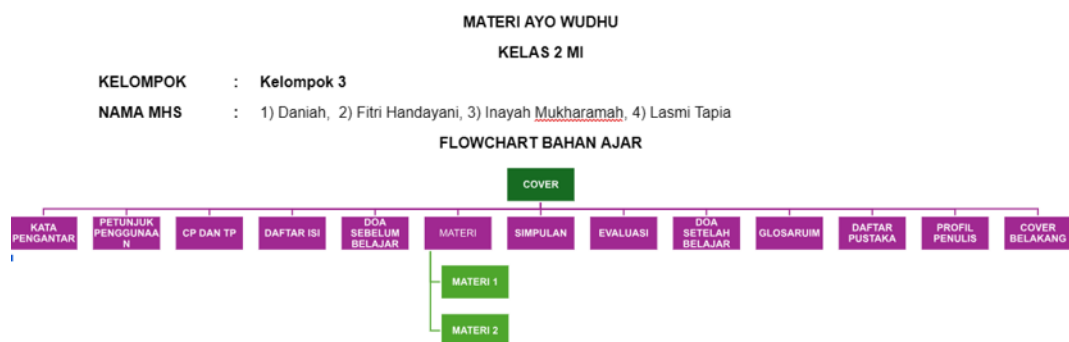 MATERI AYO WUDHU
KELAS 2 MI
KELOMPOK : Kelompok 3
NAMA MHS : 1) Daniah, 2) Fitri Handayani, 3) Inayah Mukharamah, 4) Lasmi Tapia
FLOWCHART BAHAN AJAR
COVER
KATA
PENGANTAR
PETUNJUK
PENGGUNAA
N
CP DAN TP
DAFTAR ISI
DOA
SEBELUM
BELAJAR
MATERI
SIMPULAN
EVALUASI
DOA
SETELAH
BELAJAR
GLOSARUIM
DAFTAR
PUSTAKA
PROFIL
PENULIS
COVER
BELAKANG
MATERI 1
MATERI 2